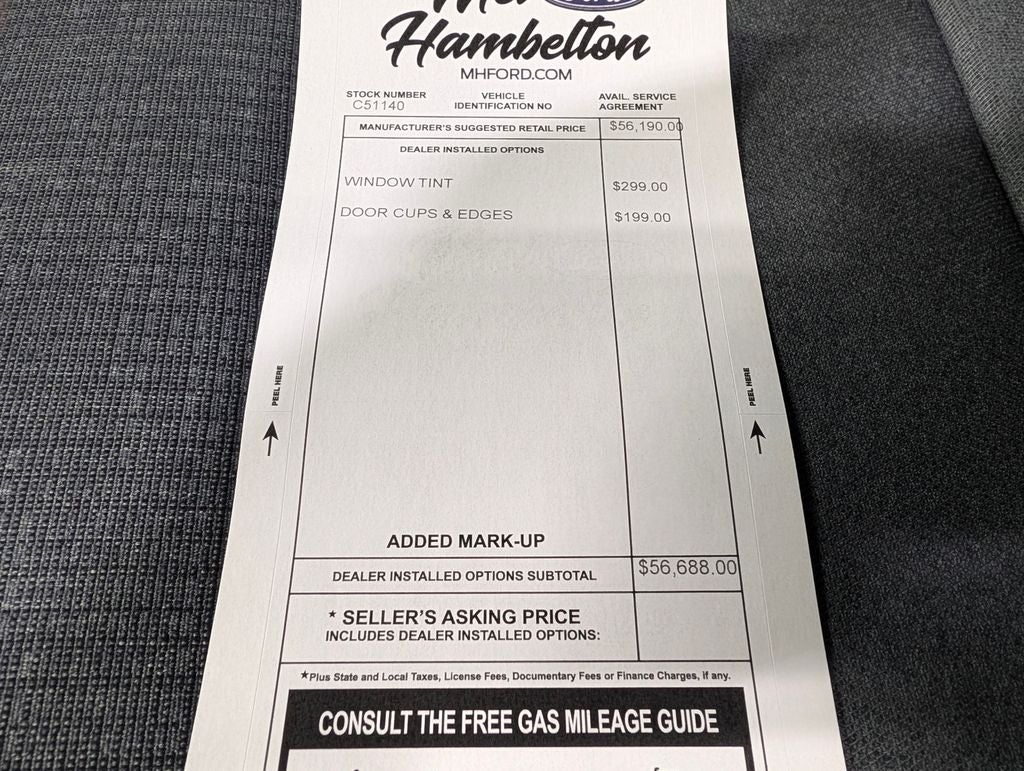 Mel Ford
Hambelton
MHFORD.COM
STOCK NUMBER
C51140
VEHICLE
IDENTIFICATION NO
AVAIL. SERVICE
AGREEMENT
MANUFACTURER'S SUGGESTED RETAIL PRICE $56,190.00
DEALER INSTALLED OPTIONS
WINDOW TINT $299.00
DOOR CUPS & EDGES $199.00
PEEL HERE
PEEL HERE
ADDED MARK-UP
DEALER INSTALLED OPTIONS SUBTOTAL $56,688.00
* SELLER'S ASKING PRICE
INCLUDES DEALER INSTALLED OPTIONS:
*Plus State and Local Taxes, License Fees, Documentary Fees or Finance Charges, if any.
CONSULT THE FREE GAS MILEAGE GUIDE